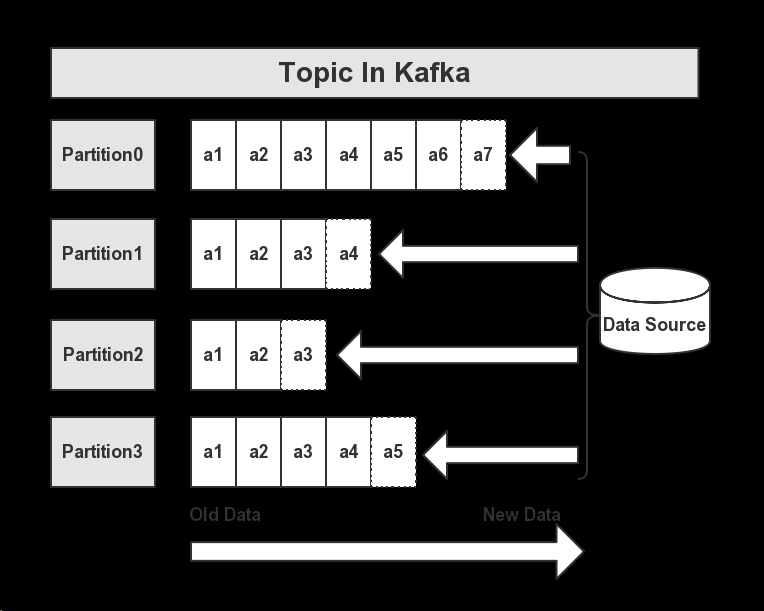 Topic In Kafka
Partition0 a1 a2 a3 a4 a5 a6 a7
Partition1 a1 a2 a3 a4
Data Source
Partition2 a1 a2 a3
Partition3 a1 a2 a3 a4 a5
Old Data New Data